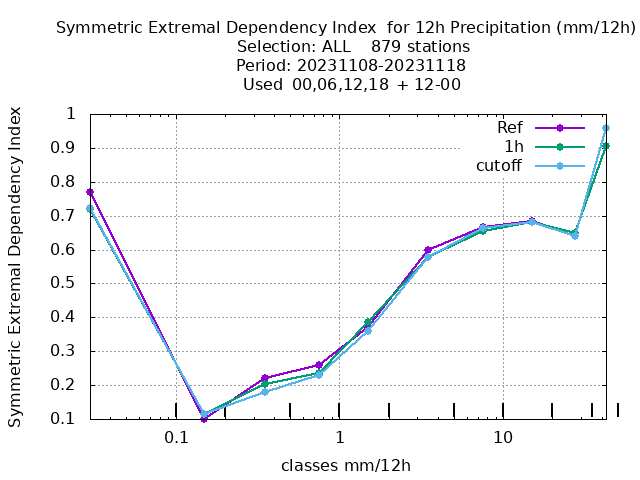 Symmetric Extremal Dependency Index  for 12h Precipitation (mm/12h)
Selection: ALL    879 stations
Period: 20231108-20231118
Used  00,06,12,18  + 12-00
Symmetric Extremal Dependency Index
1
0.9
0.8
0.7
0.6
0.5
0.4
0.3
0.2
0.1
Ref
1h
cutoff
0.1 1 10
classes mm/12h